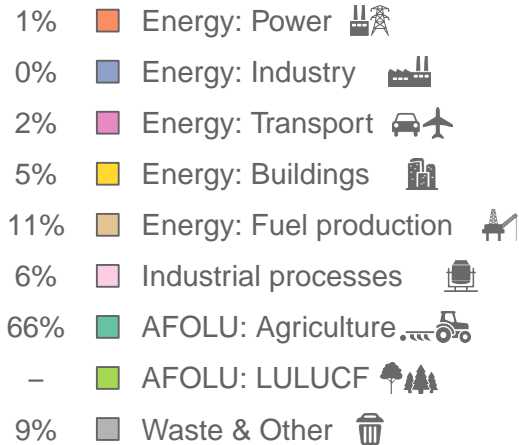 1% Energy: Power
0% Energy: Industry
2% Energy: Transport
5% Energy: Buildings
11% Energy: Fuel production
6% Industrial processes
66% AFOLU: Agriculture
– AFOLU: LULUCF
9% Waste & Other